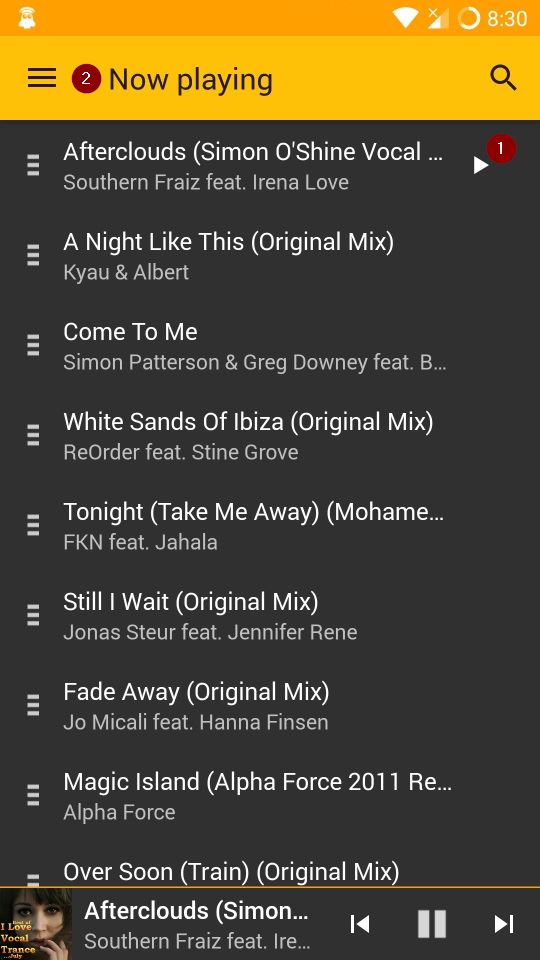 8:30
2 Now playing
Afterclouds (Simon O'Shine Vocal ...
1
Southern Fraiz feat. Irena Love
A Night Like This (Original Mix)
Kyau & Albert
Come To Me
Simon Patterson & Greg Downey feat. B...
White Sands Of Ibiza (Original Mix)
ReOrder feat. Stine Grove
Tonight (Take Me Away) (Mohame...
FKN feat. Jahala
Still I Wait (Original Mix)
Jonas Steur feat. Jennifer Rene
Fade Away (Original Mix)
Jo Micali feat. Hanna Finsen
Magic Island (Alpha Force 2011 Re...
Alpha Force
Over Soon (Train) (Original Mix)
Best of
I Love
Vocal
Trance
...July
Afterclouds (Simon...
Southern Fraiz feat. Ire...